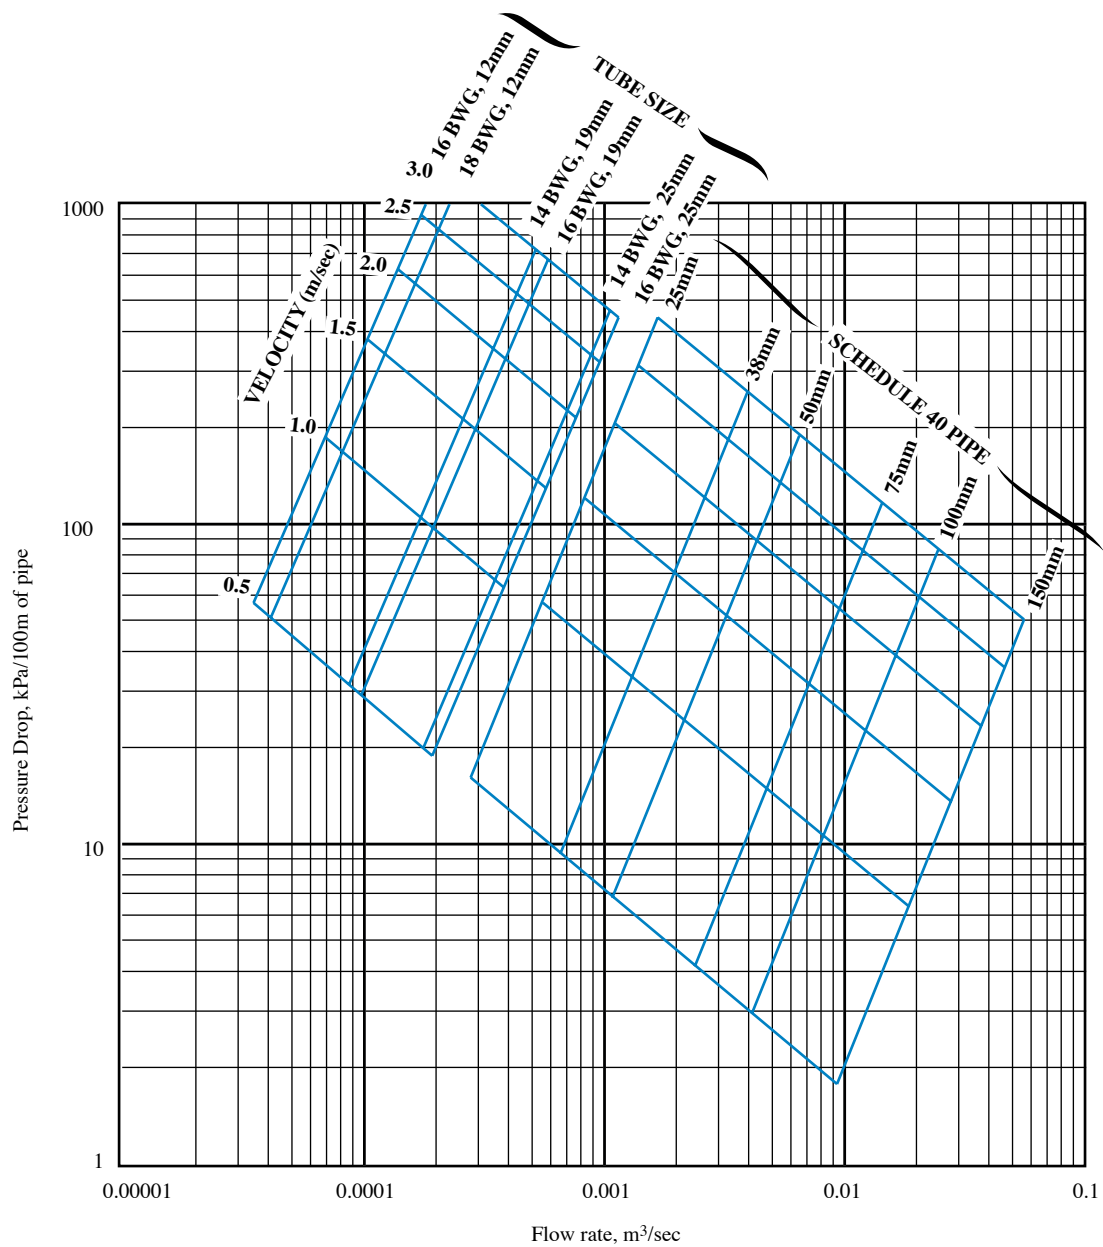 TUBE SIZE
16 BWG, 12mm
18 BWG, 12mm
14 BWG, 19mm
16 BWG, 19mm
14 BWG, 25mm
16 BWG, 25mm
25mm
38mm
50mm
SCHEDULE 40 PIPE
75mm
100mm
150mm
VELOCITY (m/sec)
3.0
2.5
2.0
1.5
1.0
0.5
Pressure Drop, kPa/100m of pipe
1000
100
10
1
0.00001
0.0001
0.001
0.01
0.1
Flow rate, m³/sec